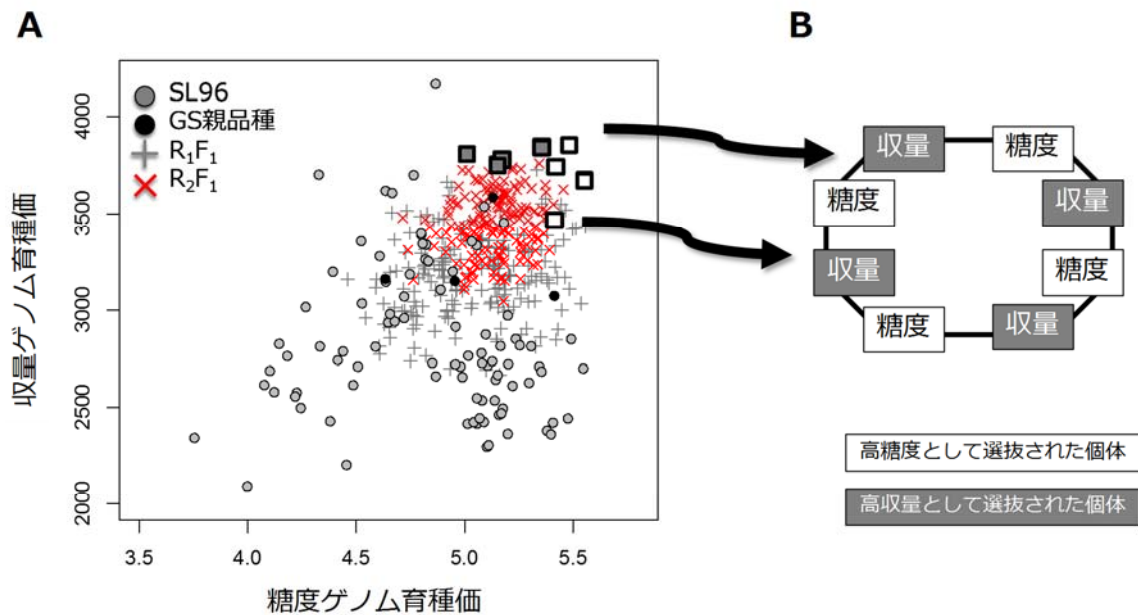 A
B
SL96
GS親品種
R₁F₁
R₂F₁
4000
3500
3000
2500
2000
収量ゲノム育種価
3.5
4.0
4.5
5.0
5.5
糖度ゲノム育種価
収量
糖度
糖度
収量
収量
糖度
糖度
収量
高糖度として選抜された個体
高収量として選抜された個体